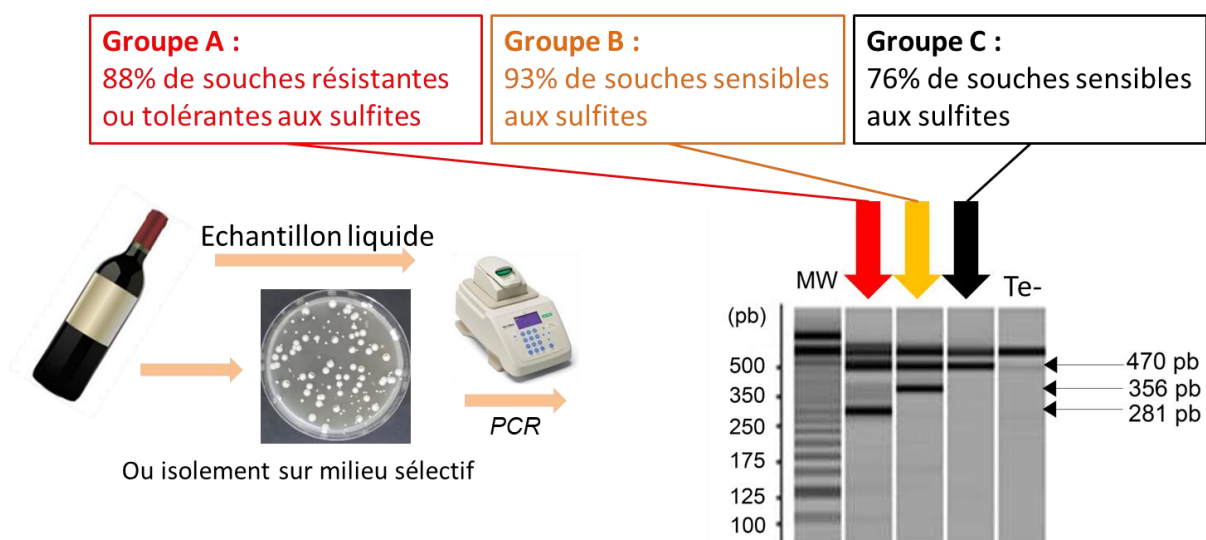 Groupe A :
88% de souches résistantes
ou tolérantes aux sulfites
Groupe B :
93% de souches sensibles
aux sulfites
Groupe C :
76% de souches sensibles
aux sulfites
Echantillon liquide
Ou isolement sur milieu sélectif
PCR
MW
Te-
(pb)
500
350
250
175
125
100
470 pb
356 pb
281 pb